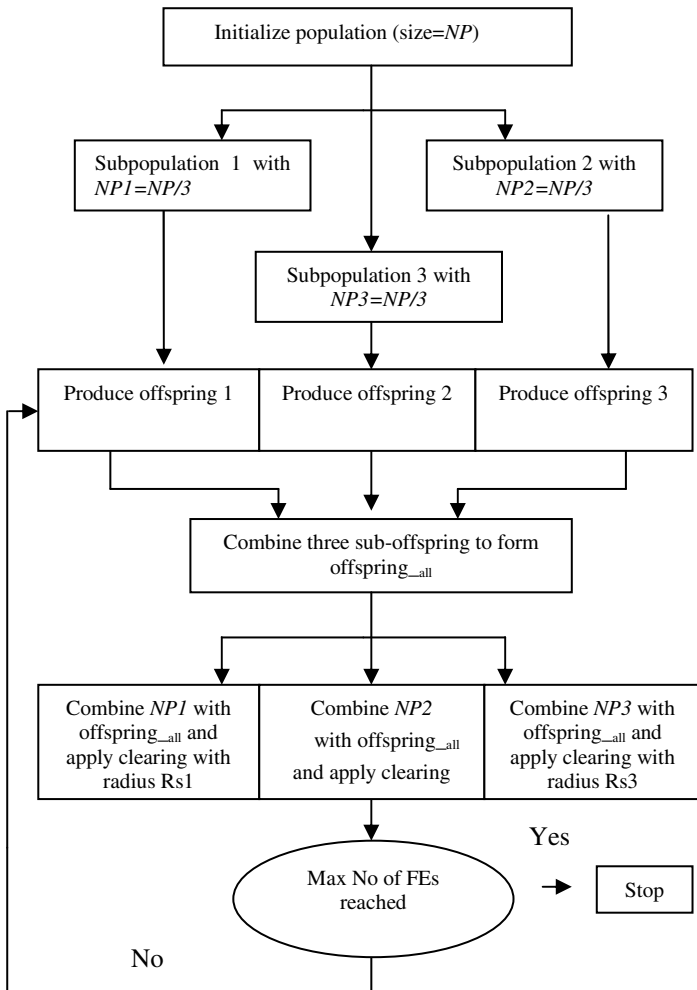 Initialize population (size=NP)
Subpopulation 1 with
NP1=NP/3
Subpopulation 2 with
NP2=NP/3
Subpopulation 3 with
NP3=NP/3
Produce offspring 1
Produce offspring 2
Produce offspring 3
Combine three sub-offspring to form
offspring_all
Combine NP1 with
offspring_all and
apply clearing with
radius Rs1
Combine NP2
with offspring_all
and apply clearing
Combine NP3 with
offspring_all and
apply clearing with
radius Rs3
Yes
Max No of FEs
reached
Stop
No